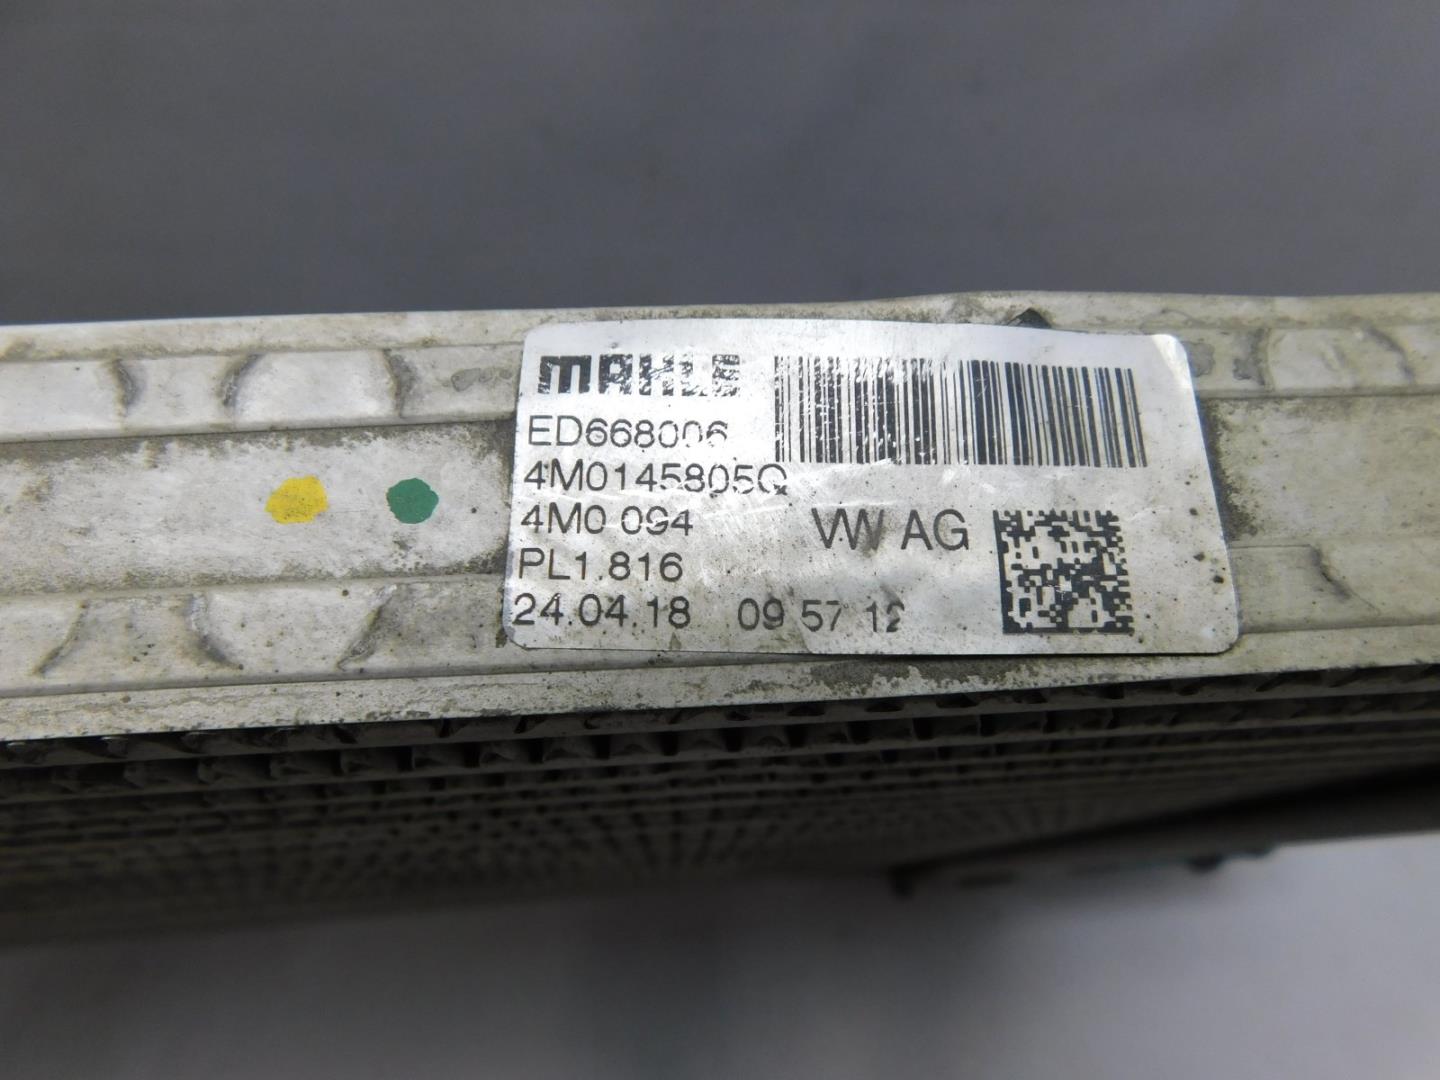 MAHLE
ED668006
4M0145805Q
4M0 094 VW AG
PL1.816
24.04.18 09 57 12